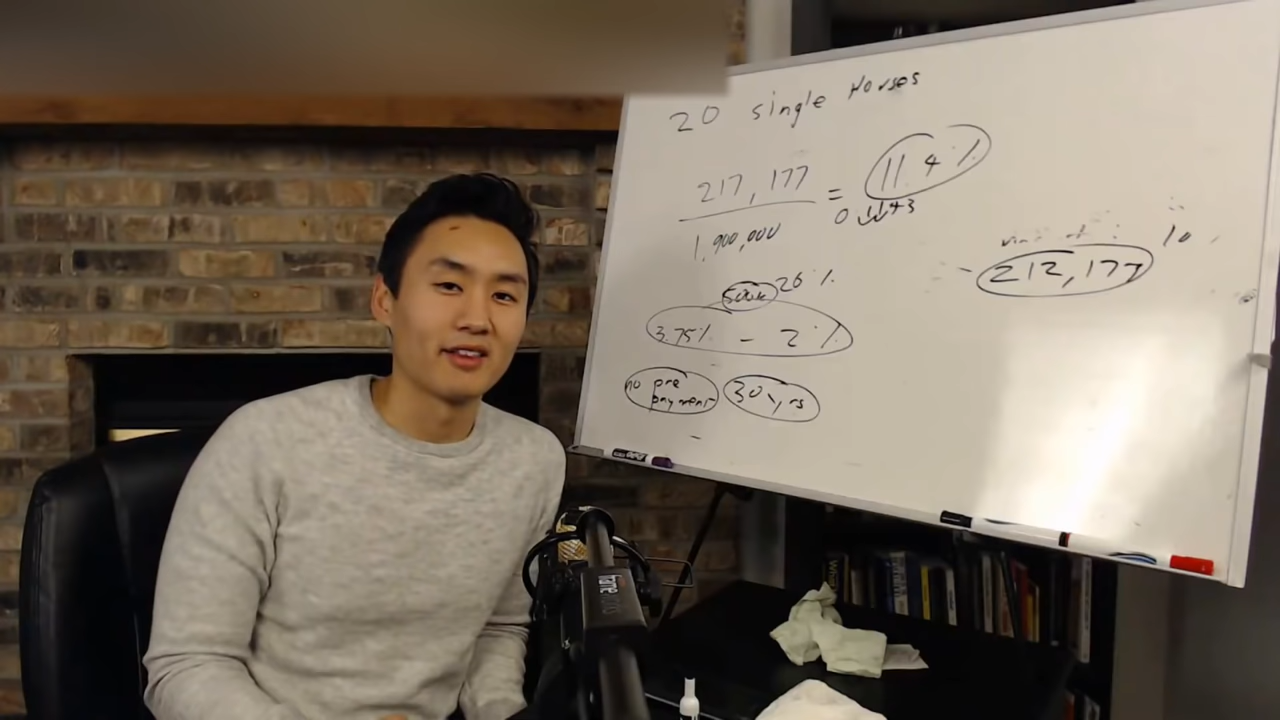 20 single Houses
217,177
1,900,000
=
11.4%
0.1143
20%
3.75% - 2%
no pre
payment
30 yrs
10
212,177